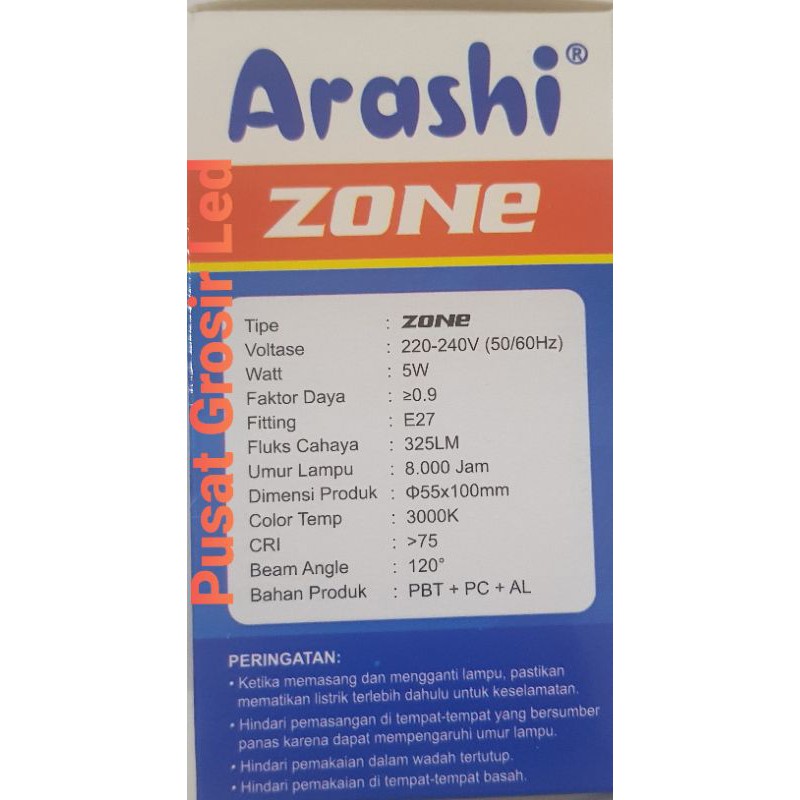 Arashi®
ZONe
Pusat Grosir Led
Tipe : ZONe
Voltase : 220-240V (50/60Hz)
Watt : 5W
Faktor Daya : ≥0.9
Fitting : E27
Fluks Cahaya : 325LM
Umur Lampu : 8.000 Jam
Dimensi Produk : Φ55x100mm
Color Temp : 3000K
CRI : >75
Beam Angle : 120°
Bahan Produk : PBT + PC + AL
PERINGATAN:
• Ketika memasang dan mengganti lampu, pastikan
mematikan listrik terlebih dahulu untuk keselamatan.
• Hindari pemasangan di tempat-tempat yang bersumber
panas karena dapat mempengaruhi umur lampu.
• Hindari pemakaian dalam wadah tertutup.
• Hindari pemakaian di tempat-tempat basah.